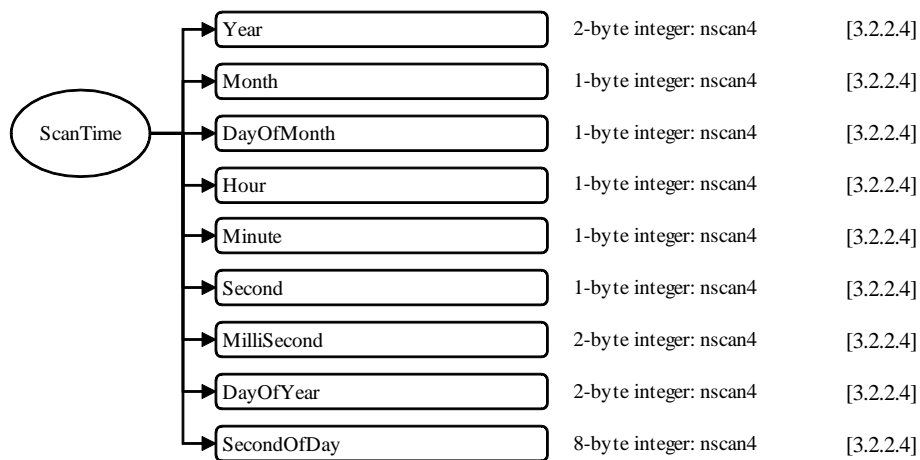 Year 2-byte integer: nscan4 [3.2.2.4]
Month 1-byte integer: nscan4 [3.2.2.4]
ScanTime DayOfMonth 1-byte integer: nscan4 [3.2.2.4]
Hour 1-byte integer: nscan4 [3.2.2.4]
Minute 1-byte integer: nscan4 [3.2.2.4]
Second 1-byte integer: nscan4 [3.2.2.4]
MilliSecond 2-byte integer: nscan4 [3.2.2.4]
DayOfYear 2-byte integer: nscan4 [3.2.2.4]
SecondOfDay 8-byte integer: nscan4 [3.2.2.4]